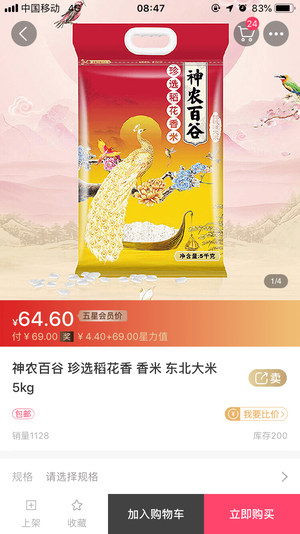 中国移动 4G 08:47 83%
24
神农百谷
珍选稻花香米
净含量:5千克
1/4
¥64.60 五星会员价
付¥69.00 奖 ¥4.40+69.00星力值
神农百谷 珍选稻花香 香米 东北大米
5kg
卖
包邮
我要比价>
销量1128 库存200
规格 请选择规格
上架 收藏 加入购物车 立即购买